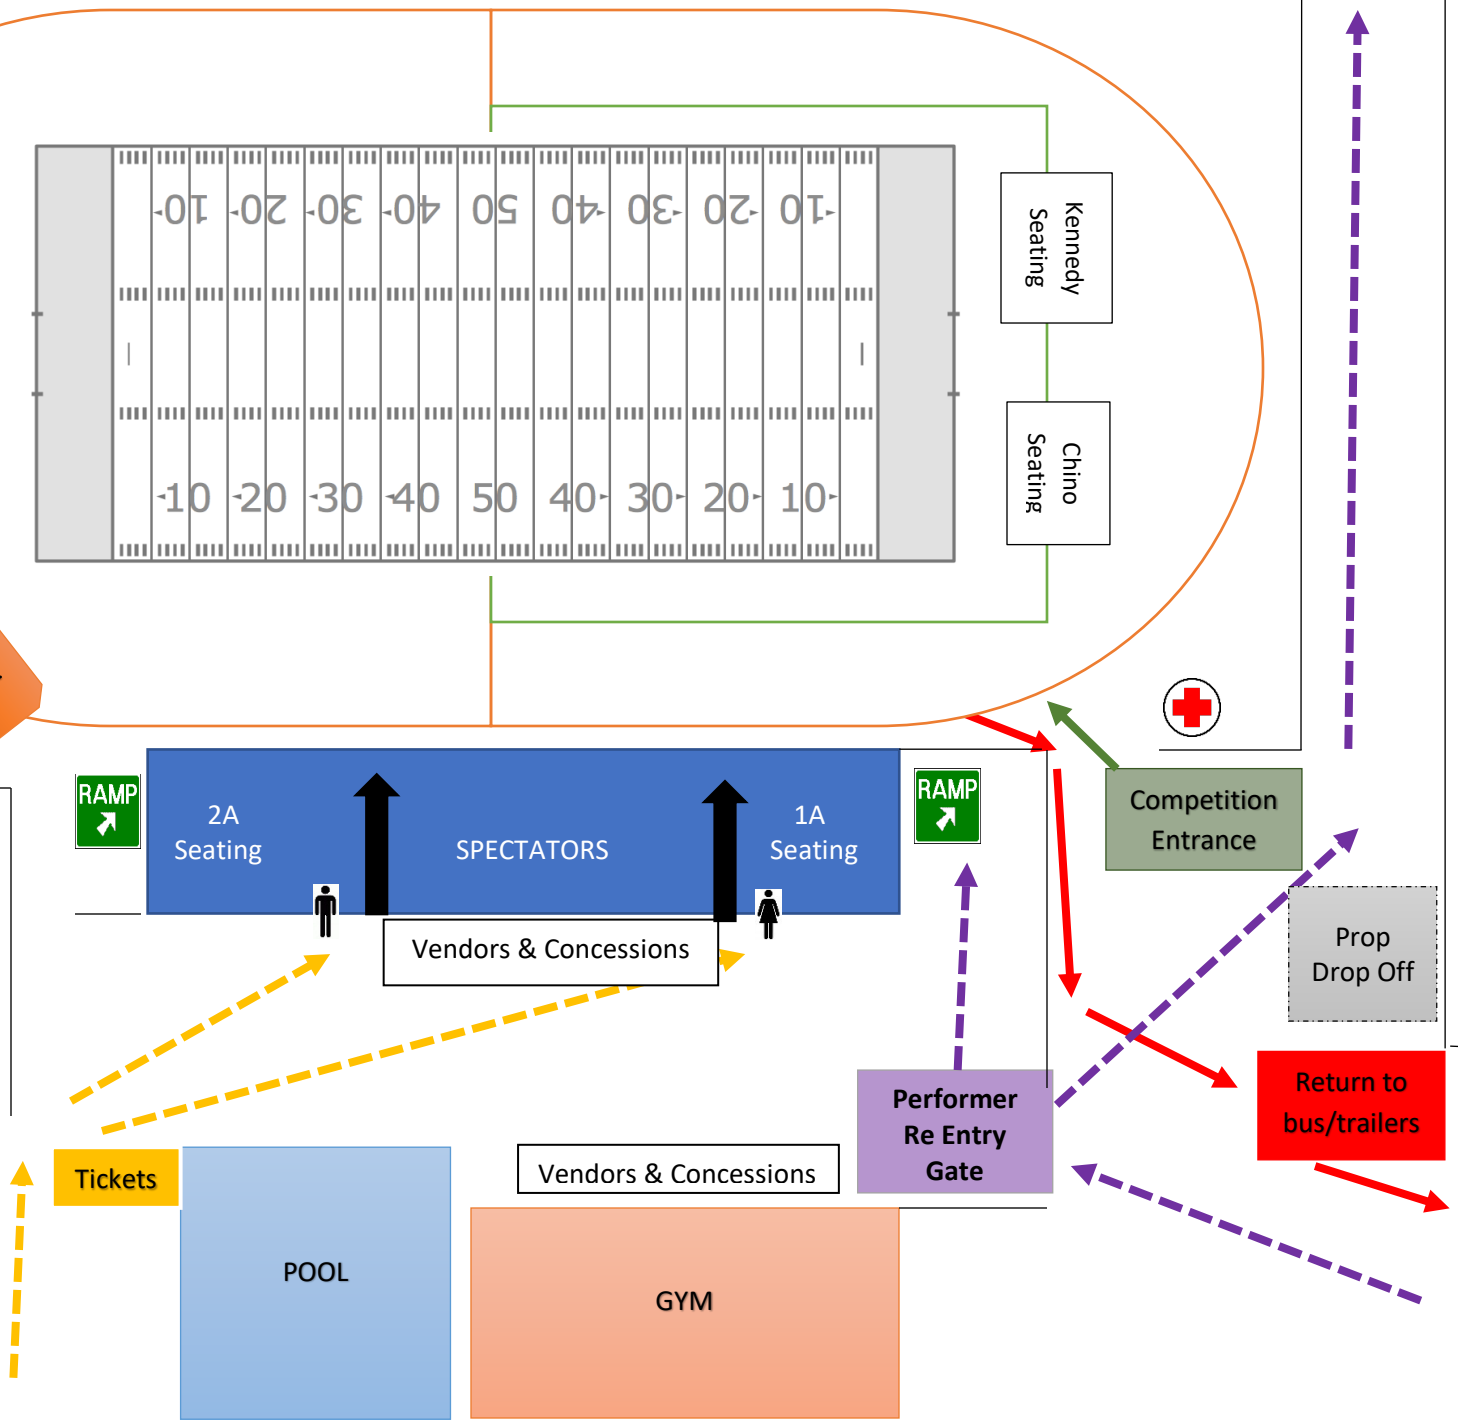 10 20 30 40 50 40 30 20 10
Kennedy
Seating
Chino
Seating
10 20 30 40 50 40 30 20 10
RAMP
2A
Seating
SPECTATORS
1A
Seating
RAMP
Competition
Entrance
Vendors & Concessions
Prop
Drop Off
Return to
bus/trailers
Performer
Re Entry
Gate
Tickets
Vendors & Concessions
POOL
GYM